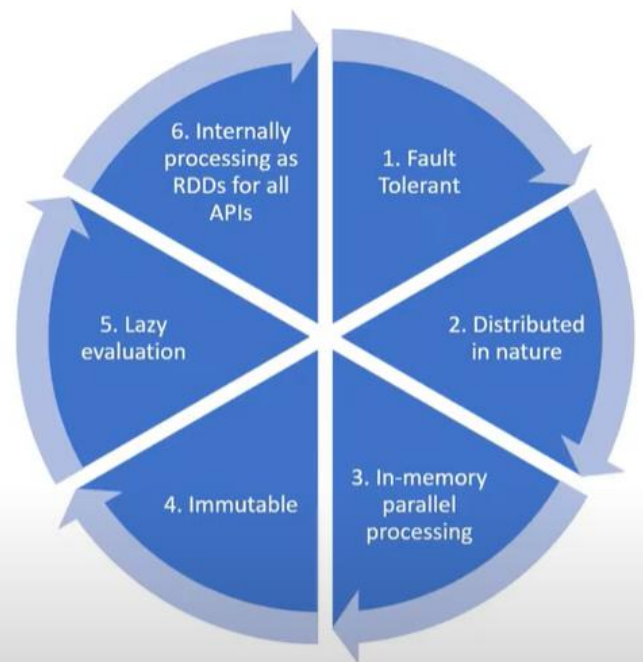 1. Fault
Tolerant
2. Distributed
in nature
3. In-memory
parallel
processing
4. Immutable
5. Lazy
evaluation
6. Internally
processing as
RDDs for all
APIs